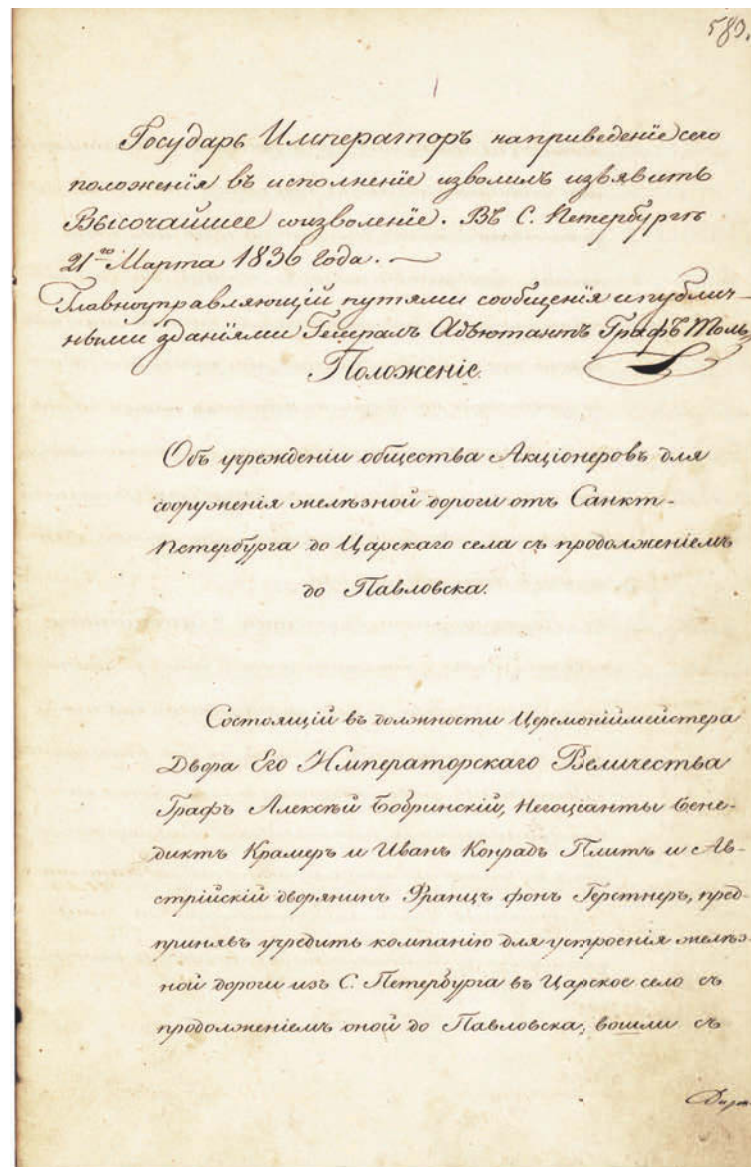 583.
Государь Императоръ на приведенiе сего
положенiя въ исполненiе изволилъ изъявить
Высочайшее соизволенiе. Въ С. Петербургѣ
21го Марта 1836 года. —
Главноуправляющiй путями сообщенiя и публич-
ными зданiями Генералъ Адъютантъ Графъ Толь
Положенiе.
Объ учрежденiи общества Акцiонеровъ для
сооруженiя желѣзной дороги отъ Санкт-
Петербурга до Царскаго села съ продолженiемъ
до Павловска.
Состоящiй въ должности Церемонiймейстера
Двора Его Императорскаго Величества
Графъ Алексѣй Бобринскiй, Негоцiанты Бене-
диктъ Крамеръ и Иванъ Конрадъ Плитъ и Ав-
стрiйскiй дворянинъ Францъ фонъ Герстнеръ, пред-
принявъ учредить компанiю для устроенiя желѣз-
ной дороги изъ С. Петербурга въ Царское село съ
продолженiемъ оной до Павловска, вошли съ